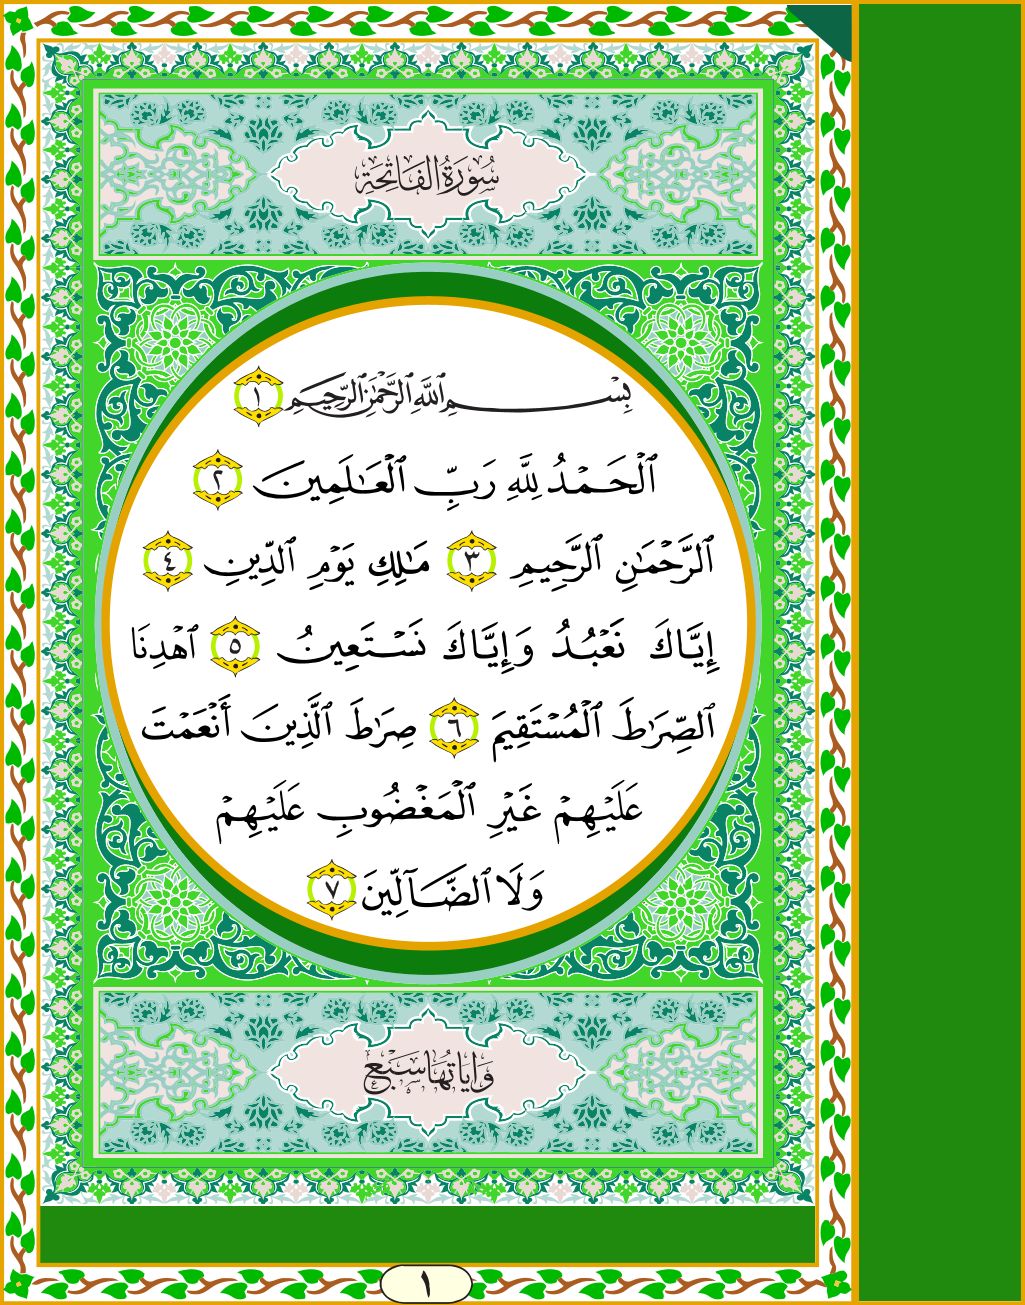 سُورَةُ الفَاتِحَةِ
بِسْمِ ٱللَّهِ ٱلرَّحْمَٰنِ ٱلرَّحِيمِ ١
ٱلْحَمْدُ لِلَّهِ رَبِّ ٱلْعَٰلَمِينَ ٢
ٱلرَّحْمَٰنِ ٱلرَّحِيمِ ٣ مَٰلِكِ يَوْمِ ٱلدِّينِ ٤
إِيَّاكَ نَعْبُدُ وَإِيَّاكَ نَسْتَعِينُ ٥ ٱهْدِنَا
ٱلصِّرَٰطَ ٱلْمُسْتَقِيمَ ٦ صِرَٰطَ ٱلَّذِينَ أَنْعَمْتَ
عَلَيْهِمْ غَيْرِ ٱلْمَغْضُوبِ عَلَيْهِمْ
وَلَا ٱلضَّآلِّينَ ٧
وَاٰيَاتُهَا سَبْعٌ
١